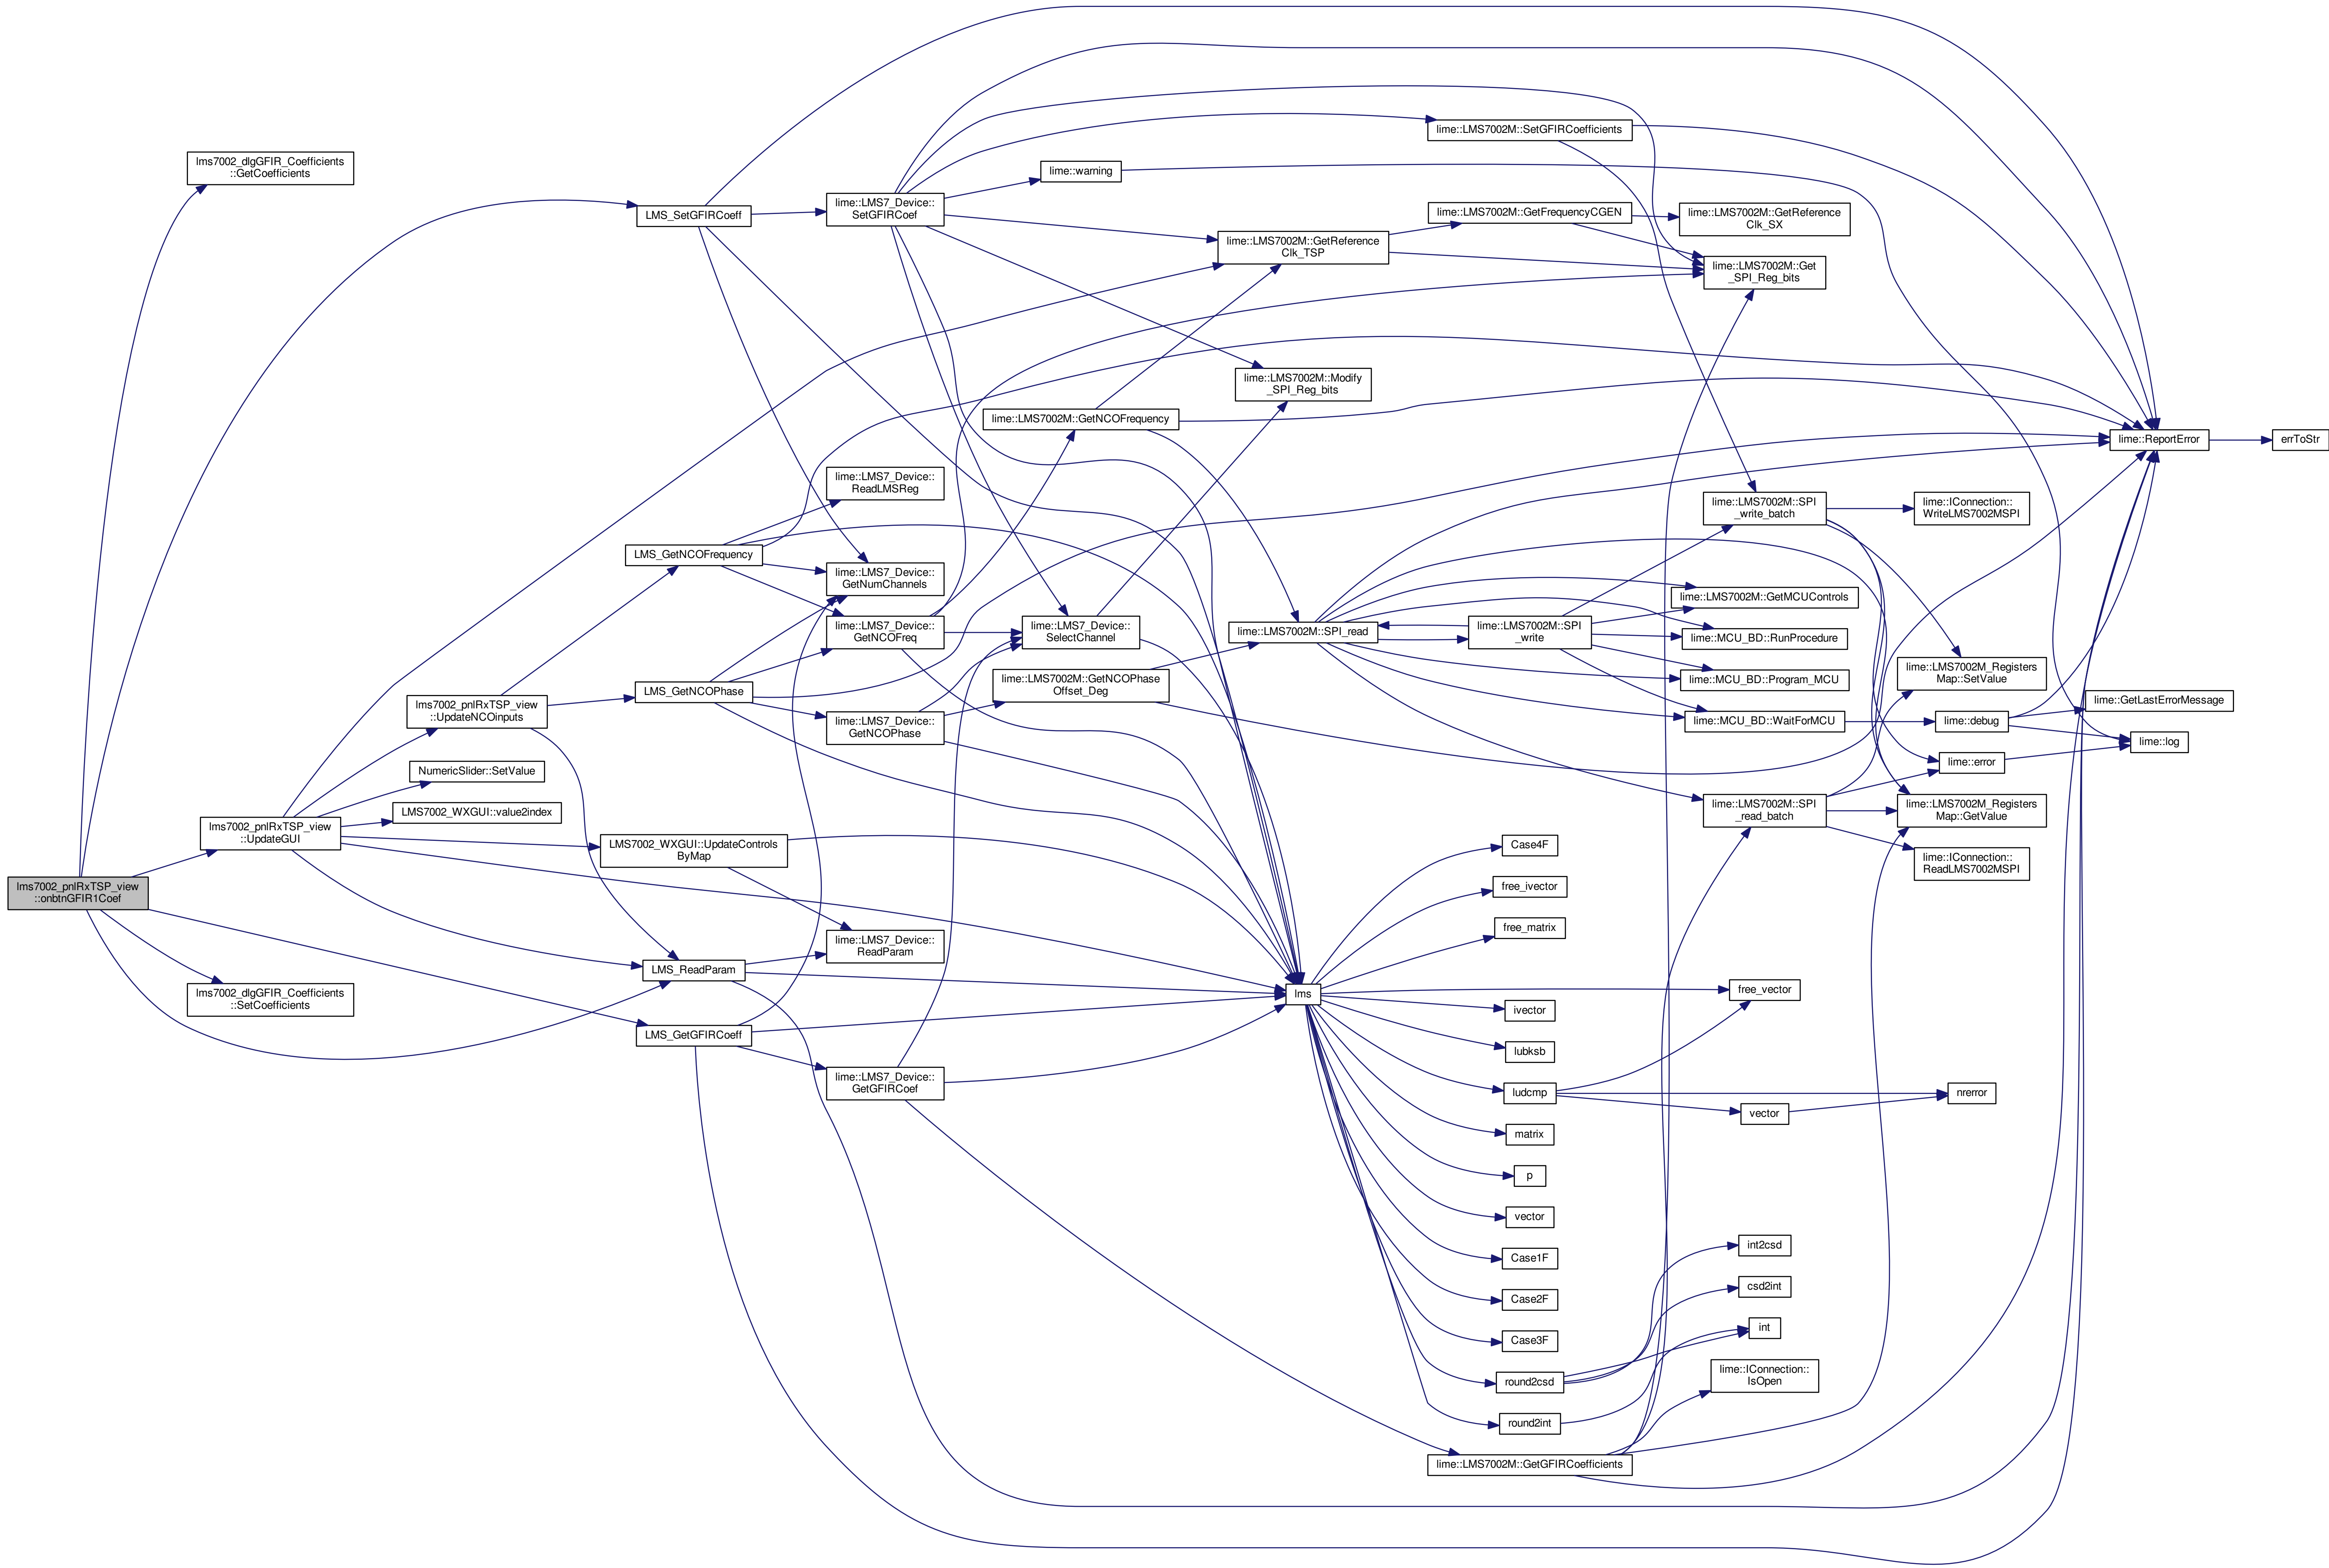 lms7002_pnlRxTSP_view
::onbtnGFIR1Coef
lms7002_dlgGFIR_Coefficients
::GetCoefficients
lms7002_pnlRxTSP_view
::UpdateGUI
lms7002_dlgGFIR_Coefficients
::SetCoefficients
lms7002_pnlRxTSP_view
::UpdateNCOinputs
NumericSlider::SetValue
LMS7002_WXGUI::value2index
LMS_SetGFIRCoeff
LMS_GetNCOFrequency
LMS_GetNCOPhase
LMS7002_WXGUI::UpdateControls
ByMap
LMS_ReadParam
LMS_GetGFIRCoeff
lime::LMS7_Device::
SetGFIRCoef
lime::LMS7_Device::
ReadLMSReg
lime::LMS7_Device::
GetNumChannels
lime::LMS7_Device::
GetNCOFreq
lime::LMS7_Device::
GetNCOPhase
lime::LMS7_Device::
ReadParam
lime::LMS7_Device::
GetGFIRCoef
lime::warning
lime::LMS7002M::GetNCOFrequency
lime::LMS7_Device::
SelectChannel
lime::LMS7002M::GetNCOPhase
Offset_Deg
lime::LMS7002M::GetReference
Clk_TSP
lime::LMS7002M::Modify
_SPI_Reg_bits
lime::LMS7002M::SPI_read
lms
lime::LMS7002M::SetGFIRCoefficients
lime::LMS7002M::GetFrequencyCGEN
lime::LMS7002M::SPI
_write
Case4F
free_ivector
free_matrix
ivector
lubksb
ludcmp
matrix
p
vector
Case1F
Case2F
Case3F
round2csd
round2int
lime::LMS7002M::GetGFIRCoefficients
lime::LMS7002M::GetReference
Clk_SX
lime::LMS7002M::Get
_SPI_Reg_bits
lime::LMS7002M::SPI
_write_batch
lime::LMS7002M::GetMCUControls
lime::MCU_BD::RunProcedure
lime::MCU_BD::Program_MCU
lime::MCU_BD::WaitForMCU
lime::LMS7002M::SPI
_read_batch
free_vector
vector
int2csd
csd2int
int
lime::IConnection::
IsOpen
lime::IConnection::
WriteLMS7002MSPI
lime::LMS7002M_Registers
Map::SetValue
lime::debug
lime::error
lime::LMS7002M_Registers
Map::GetValue
lime::IConnection::
ReadLMS7002MSPI
nrerror
lime::ReportError
lime::GetLastErrorMessage
lime::log
errToStr